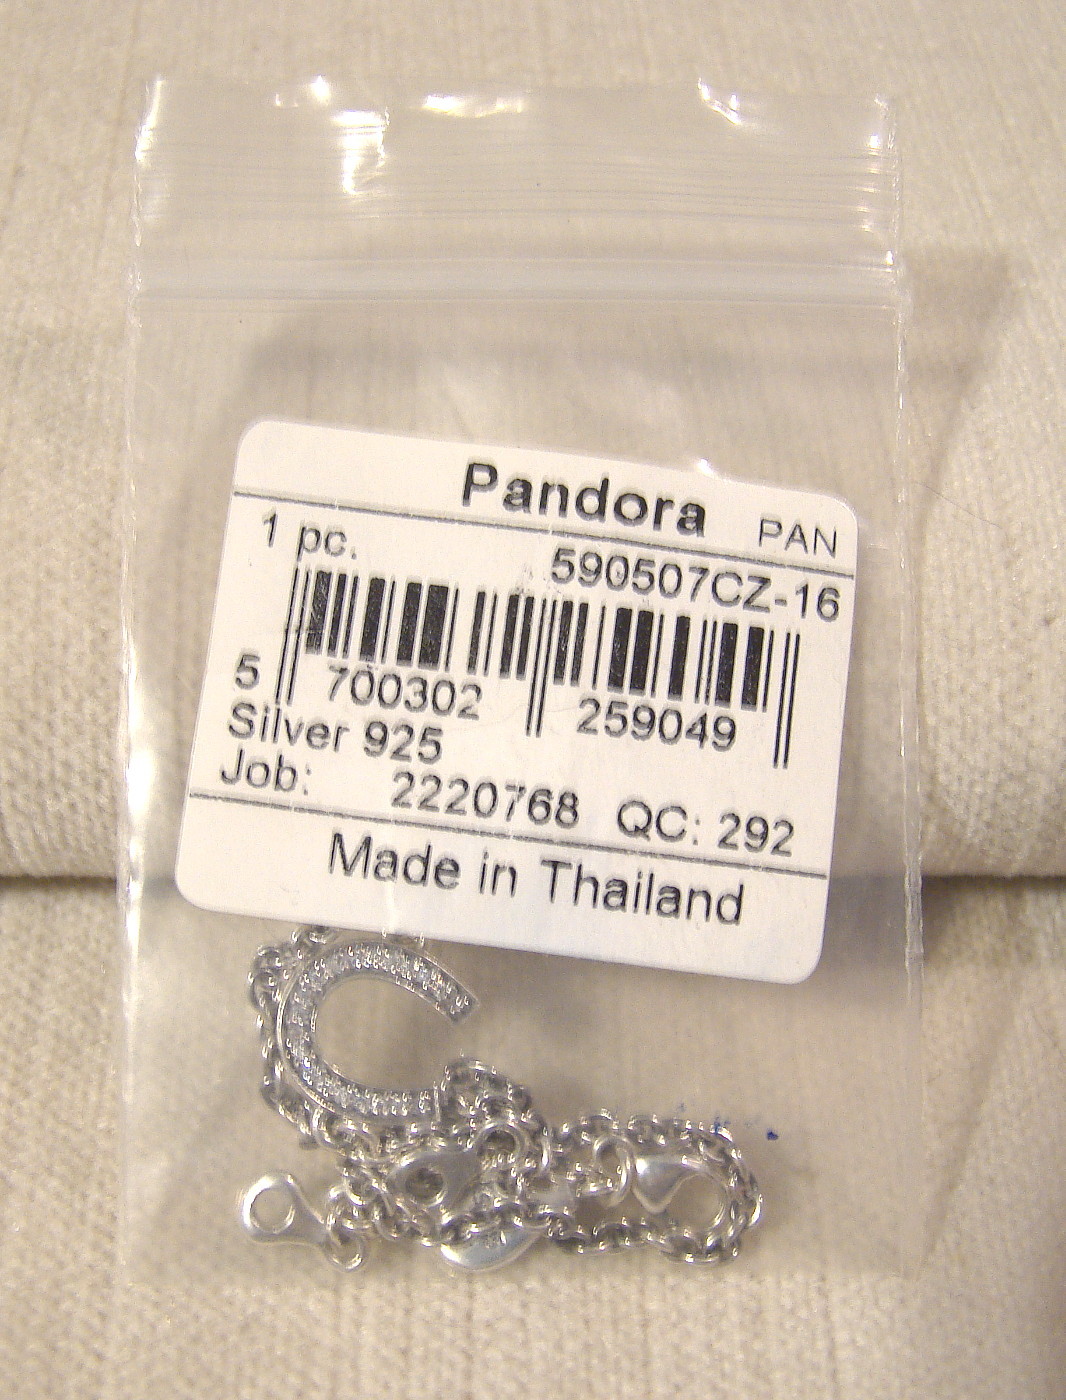 Pandora PAN
1 pc.
590507CZ-16
5 700302 259049
Silver 925
Job: 2220768 QC: 292
Made in Thailand